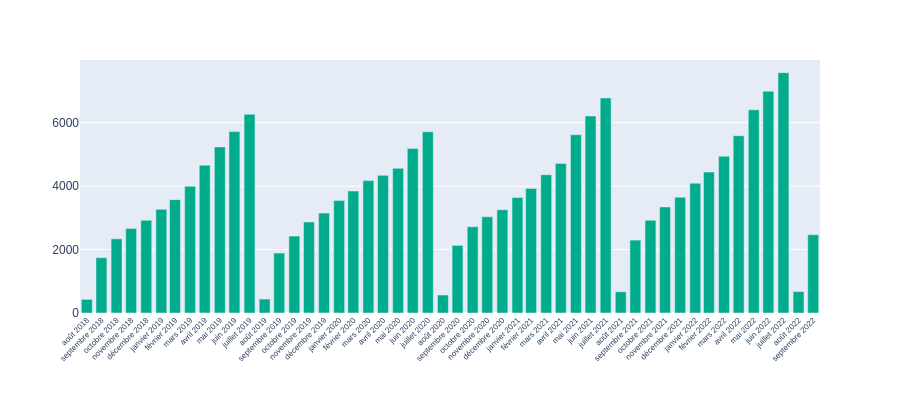 6000
4000
2000
0
août 2018
septembre 2018
octobre 2018
novembre 2018
décembre 2018
janvier 2019
février 2019
mars 2019
avril 2019
mai 2019
juin 2019
juillet 2019
août 2019
septembre 2019
octobre 2019
novembre 2019
décembre 2019
janvier 2020
février 2020
mars 2020
avril 2020
mai 2020
juin 2020
juillet 2020
août 2020
septembre 2020
octobre 2020
novembre 2020
décembre 2020
janvier 2021
février 2021
mars 2021
avril 2021
mai 2021
juin 2021
juillet 2021
août 2021
septembre 2021
octobre 2021
novembre 2021
décembre 2021
janvier 2022
février 2022
mars 2022
avril 2022
mai 2022
juin 2022
juillet 2022
août 2022
septembre 2022